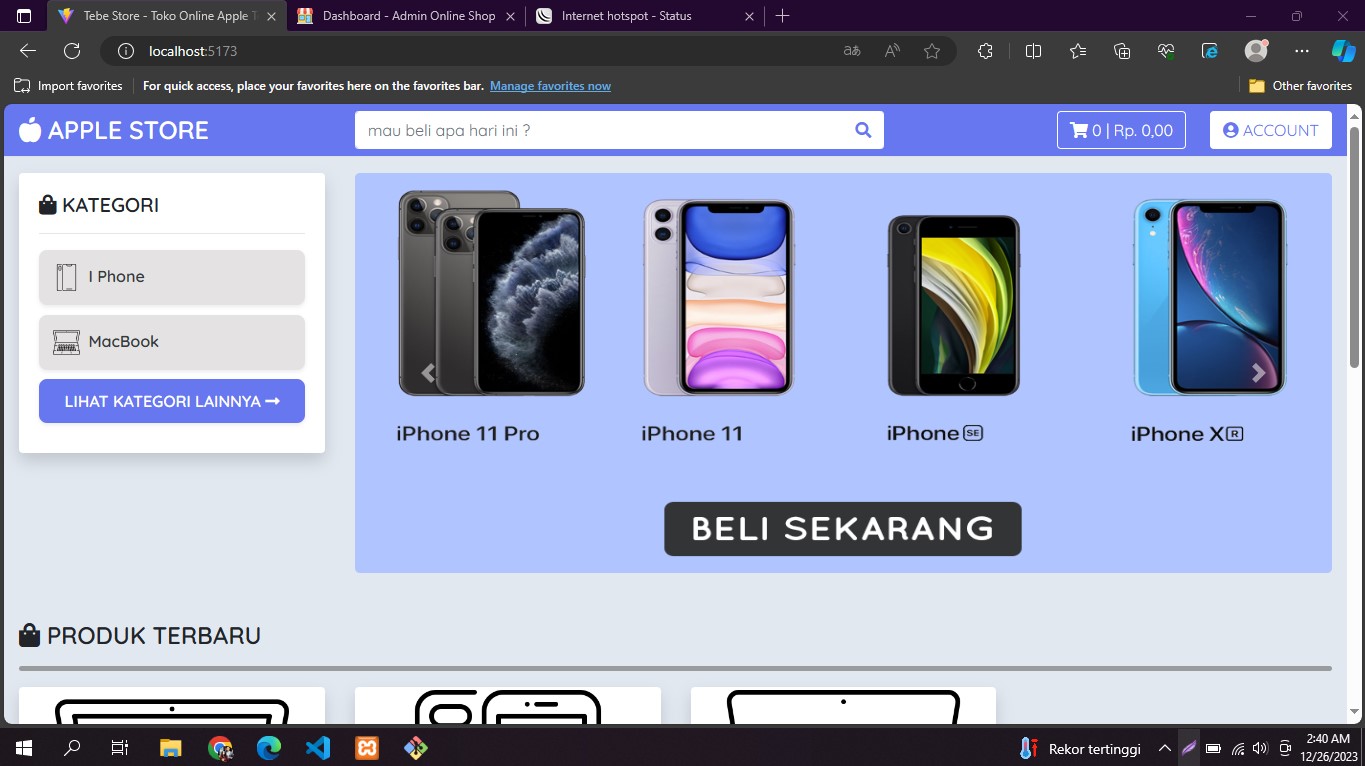 Tebe Store - Toko Online Apple T
Dashboard - Admin Online Shop
Internet hotspot - Status
localhost:5173
Import favorites
For quick access, place your favorites here on the favorites bar. Manage favorites now
Other favorites
APPLE STORE
mau beli apa hari ini ?
0 | Rp. 0,00
ACCOUNT
KATEGORI
I Phone
MacBook
LIHAT KATEGORI LAINNYA
iPhone 11 Pro
iPhone 11
iPhone SE
iPhone XR
BELI SEKARANG
PRODUK TERBARU
Rekor tertinggi
2:40 AM
12/26/2023